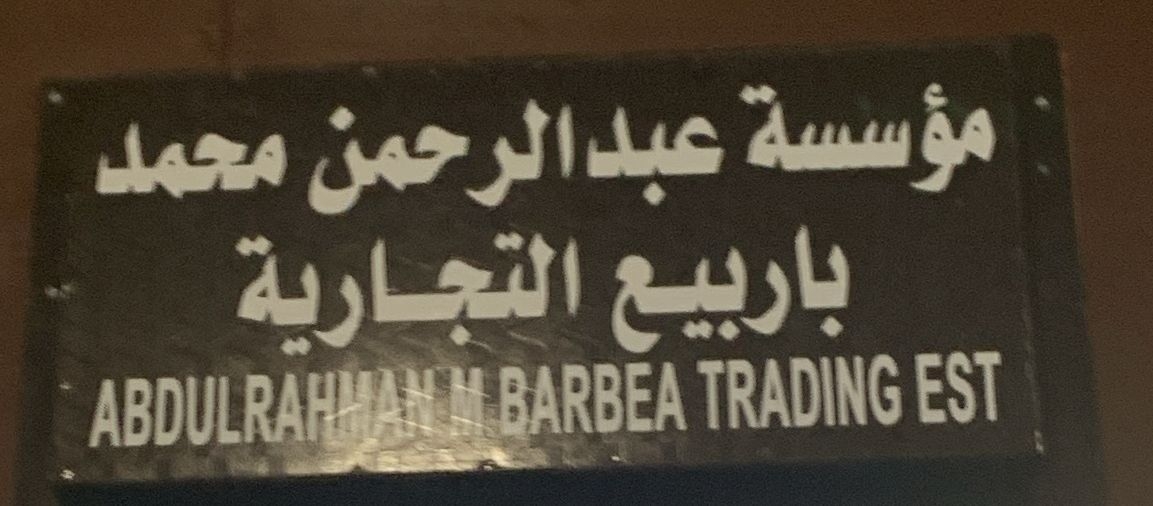 مؤسسة عبدالرحمن محمد
باربيع التجارية
ABDULRAHMAN M BARBEA TRADING EST